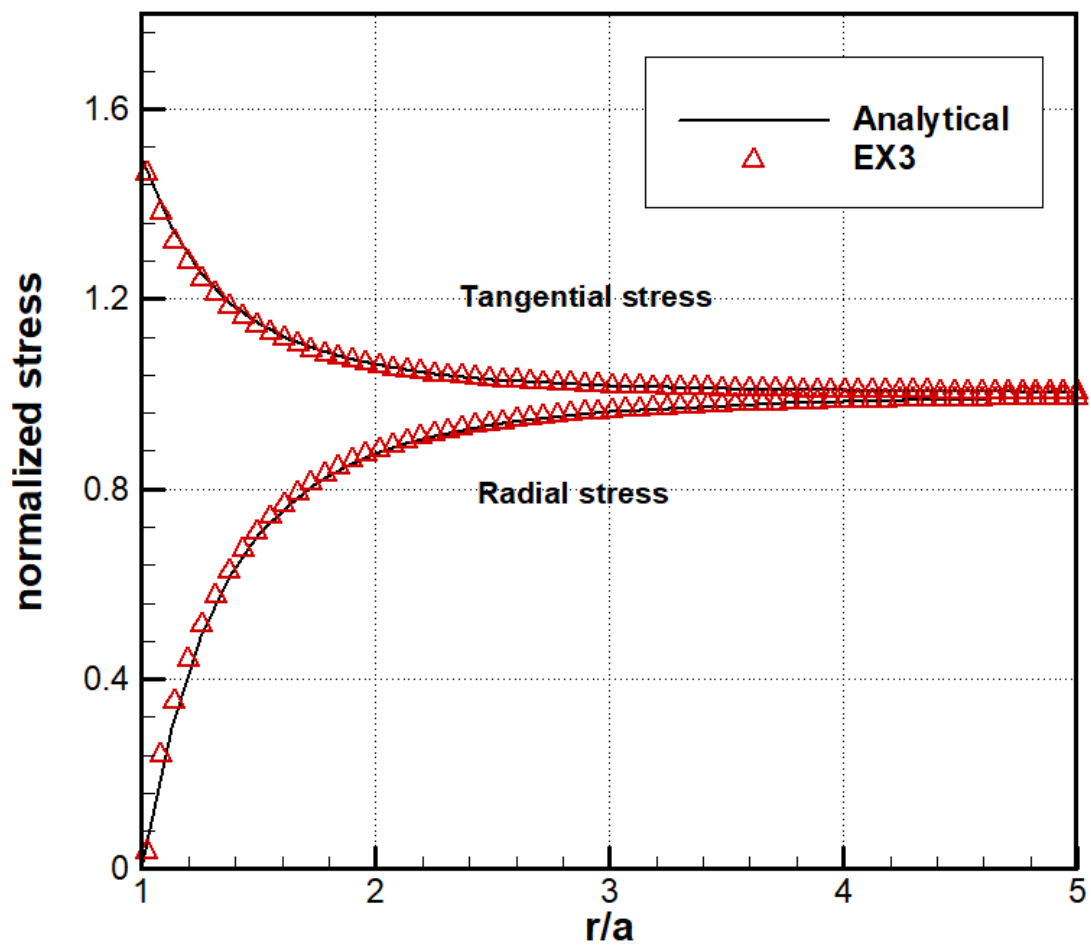 1.6
Analytical
EX3
1.2
Tangential stress
normalized stress
0.8
Radial stress
0.4
0
1 2 3 4 5
r/a